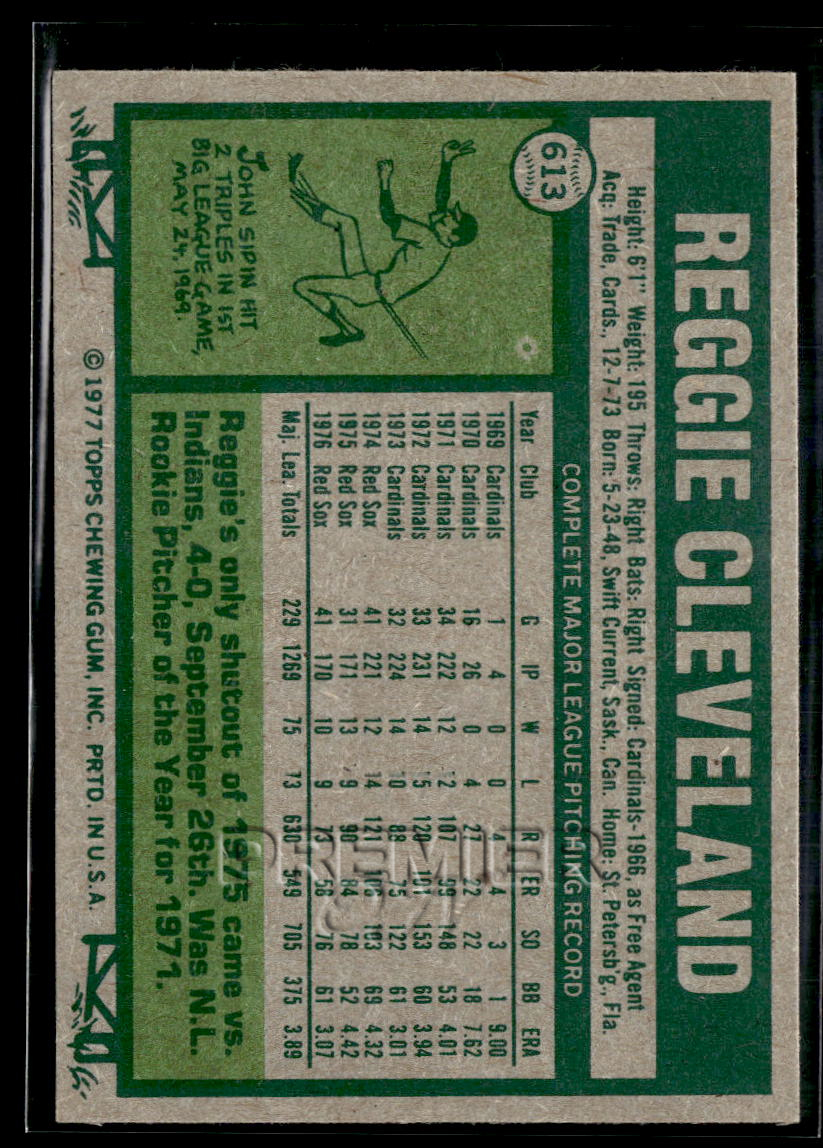 REGGIE CLEVELAND
613
Height: 6'1" Weight: 195 Throws: Right Bats: Right Signed: Cardinals-1966, as Free Agent
Acq: Trade, Cards., 12-7-73 Born: 5-23-48, Swift Current, Sask., Can. Home: St. Petersb'g., Fla.
COMPLETE MAJOR LEAGUE PITCHING RECORD
Year Club G IP W L R ER SO BB ERA
1969 Cardinals 1 4 0 0 4 4 3 1 9.00
1970 Cardinals 16 26 0 4 27 22 22 18 7.62
1971 Cardinals 34 222 12 12 107 99 148 53 4.01
1972 Cardinals 33 231 14 15 120 101 153 60 3.94
1973 Cardinals 32 224 14 10 88 75 122 61 3.01
1974 Red Sox 41 221 12 14 121 106 103 69 4.32
1975 Red Sox 31 171 13 9 90 84 78 52 4.42
1976 Red Sox 41 170 10 9 73 58 76 61 3.07
Maj. Lea. Totals 229 1269 75 73 630 549 705 375 3.89
JOHN SIPIN HIT
2 TRIPLES IN 1ST
BIG LEAGUE GAME,
MAY 24, 1969.
Reggie's only shutout of 1975 came vs.
Indians, 4-0, September 26th. Was N.L.
Rookie Pitcher of the Year for 1971.
© 1977 TOPPS CHEWING GUM, INC. PRTD. IN U.S.A.
PREMIER